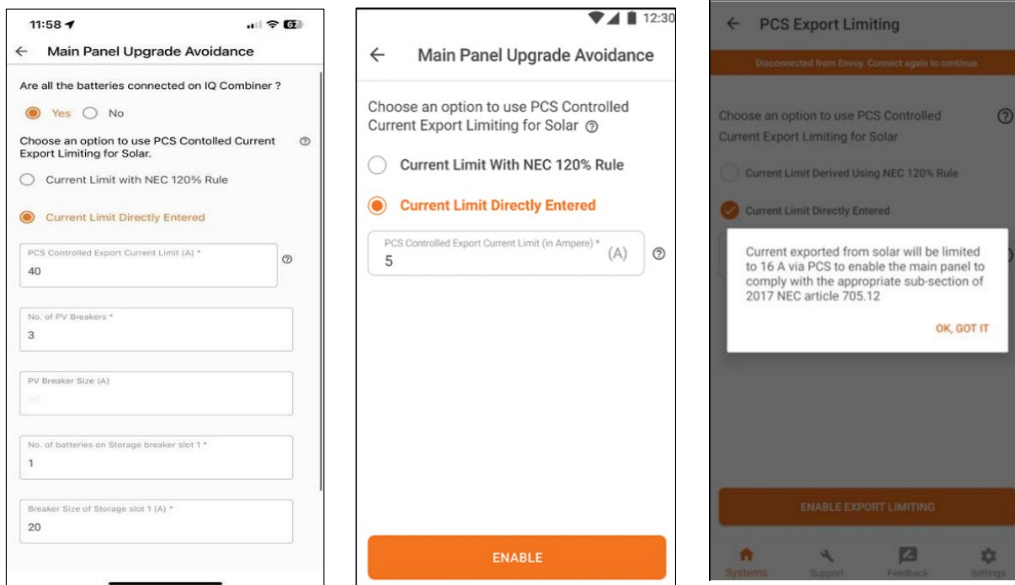 11:58
Main Panel Upgrade Avoidance
Are all the batteries connected on IQ Combiner ?
Yes
No
Choose an option to use PCS Contolled Current
Export Limiting for Solar.
Current Limit with NEC 120% Rule
Current Limit Directly Entered
PCS Controlled Export Current Limit (A) *
40
No. of PV Breakers *
3
PV Breaker Size (A)
No. of batteries on Storage breaker slot 1 *
1
Breaker Size of Storage slot 1 (A) *
20
12:30
Main Panel Upgrade Avoidance
Choose an option to use PCS Controlled
Current Export Limiting for Solar
Current Limit With NEC 120% Rule
Current Limit Directly Entered
PCS Controlled Export Current Limit (in Ampere) *
5
(A)
ENABLE
PCS Export Limiting
Disconnected from Envoy. Connect again to continue.
Choose an option to use PCS Controlled
Current Export Limiting for Solar
Current Limit Derived Using NEC 120% Rule
Current Limit Directly Entered
Current exported from solar will be limited
to 16 A via PCS to enable the main panel to
comply with the appropriate sub-section of
2017 NEC article 705.12
OK, GOT IT
ENABLE EXPORT LIMITING
Systems
Support
Feedback
Settings